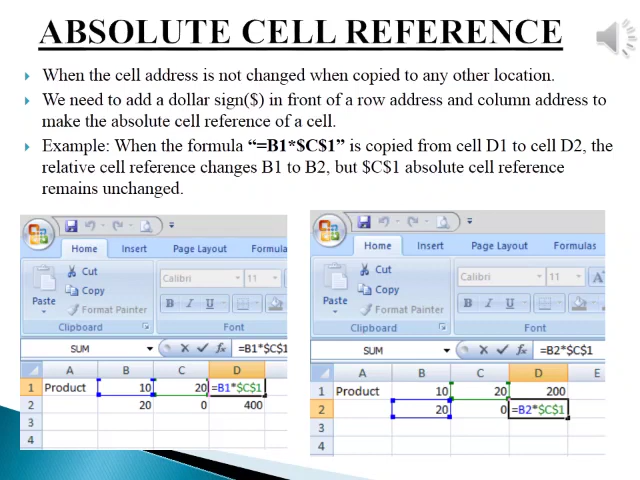 ABSOLUTE CELL REFERENCE
When the cell address is not changed when copied to any other location.
We need to add a dollar sign($) in front of a row address and column address to
make the absolute cell reference of a cell.
Example: When the formula “=B1*$C$1” is copied from cell D1 to cell D2, the
relative cell reference changes B1 to B2, but $C$1 absolute cell reference
remains unchanged.
Home Insert Page Layout Formula
Cut
Copy
Format Painter
Paste
Calibri 11
B I U
Clipboard
Font
SUM fx =B1*$C$1
A B C D
1 Product 10 20 =B1*$C$1
2 20 0 400
3
4
Home Insert Page Layout Formulas
Cut
Copy
Format Painter
Paste
Calibri 11 A
B I U
Clipboard
Font
SUM fx =B2*$C$1
A B C D E
1 Product 10 20 200
2 20 0 =B2*$C$1
3
4